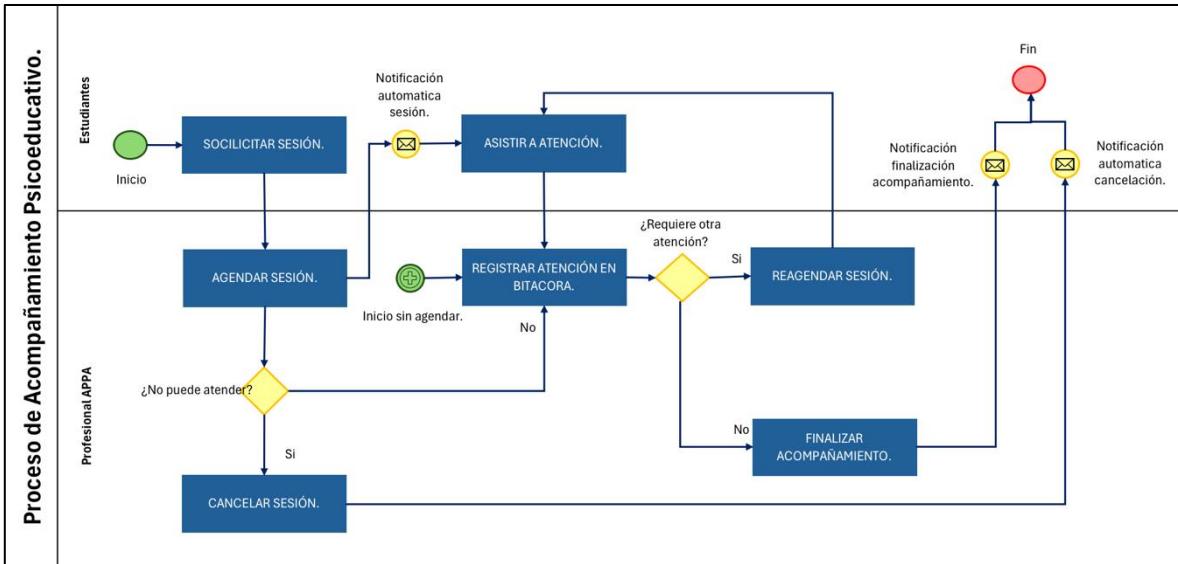 Proceso de Acompañamiento Psicoeducativo.
Estudiantes
Inicio
SOCILICITAR SESIÓN.
Notificación
automatica
sesión.
ASISTIR A ATENCIÓN.
Notificación
finalización
acompañamiento.
Fin
Notificación
automatica
cancelación.
Profesional APPA
AGENDAR SESIÓN.
Inicio sin agendar.
REGISTRAR ATENCIÓN EN
BITACORA.
¿Requiere otra
atención?
Si
REAGENDAR SESIÓN.
No
¿No puede atender?
Si
No
FINALIZAR
ACOMPAÑAMIENTO.
CANCELAR SESIÓN.